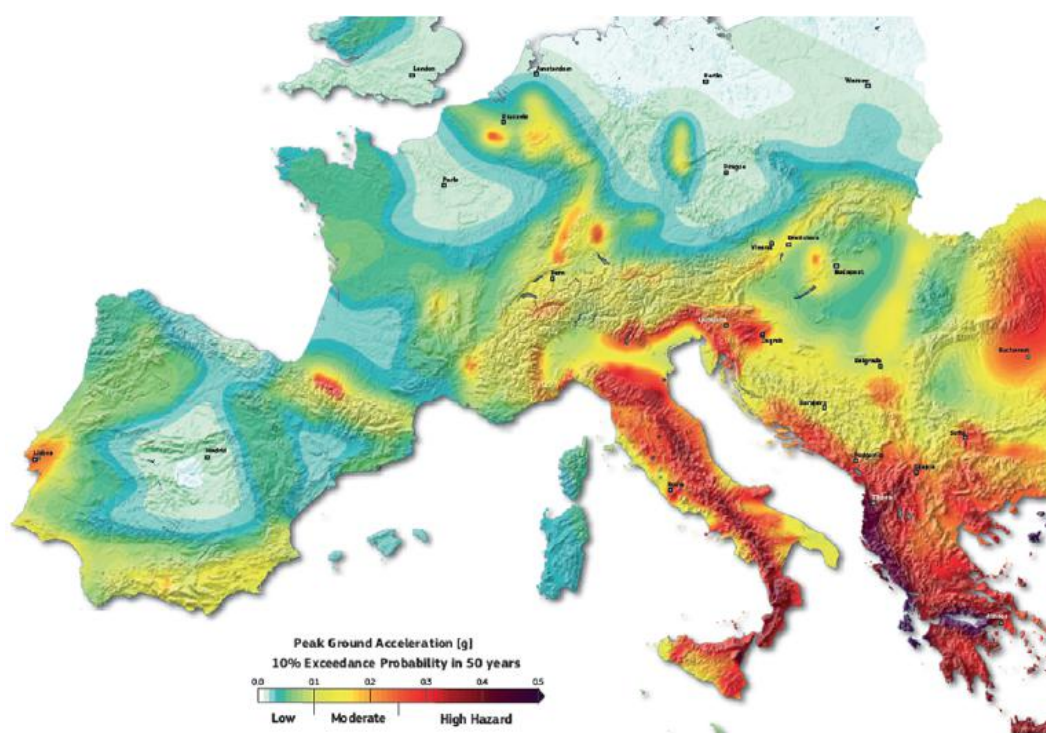 London
Amsterdam
Berlin
Warsaw
Brussels
Prague
Paris
Vienna
Bratislava
Budapest
Bern
Ljubljana
Zagreb
Bucharest
Belgrade
Sarajevo
Sofia
Lisbon
Madrid
Podgorica
Skopje
Rome
Tirana
Athens
Peak Ground Acceleration [g]
10% Exceedance Probability in 50 years
0.0 0.1 0.2 0.3 0.4 0.5
Low Moderate High Hazard